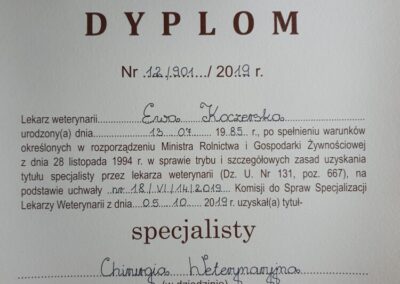 DYPLOM
Nr .12./901..../ 2019 r.
Lekarz weterynarii..........Ewa Koczerska
urodzony(a) dnia..........13...07....... 1985.. r., po spełnieniu warunków
określonych w rozporządzeniu Ministra Rolnictwa i Gospodarki Żywnościowej
z dnia 28 listopada 1994 r. w sprawie trybu i szczegółowych zasad uzyskania
tytułu specjalisty przez lekarza weterynarii (Dz. U. Nr 131, poz. 667), na
podstawie uchwały ..nr.18./.VI./.14/2019.... Komisji do Spraw Specjalizacji
Lekarzy Weterynarii z dnia....05...10..... 2019 r. uzyskał(a) tytuł
specjalisty
Chirurgia Weterynaryjna
(w dziedzinie)